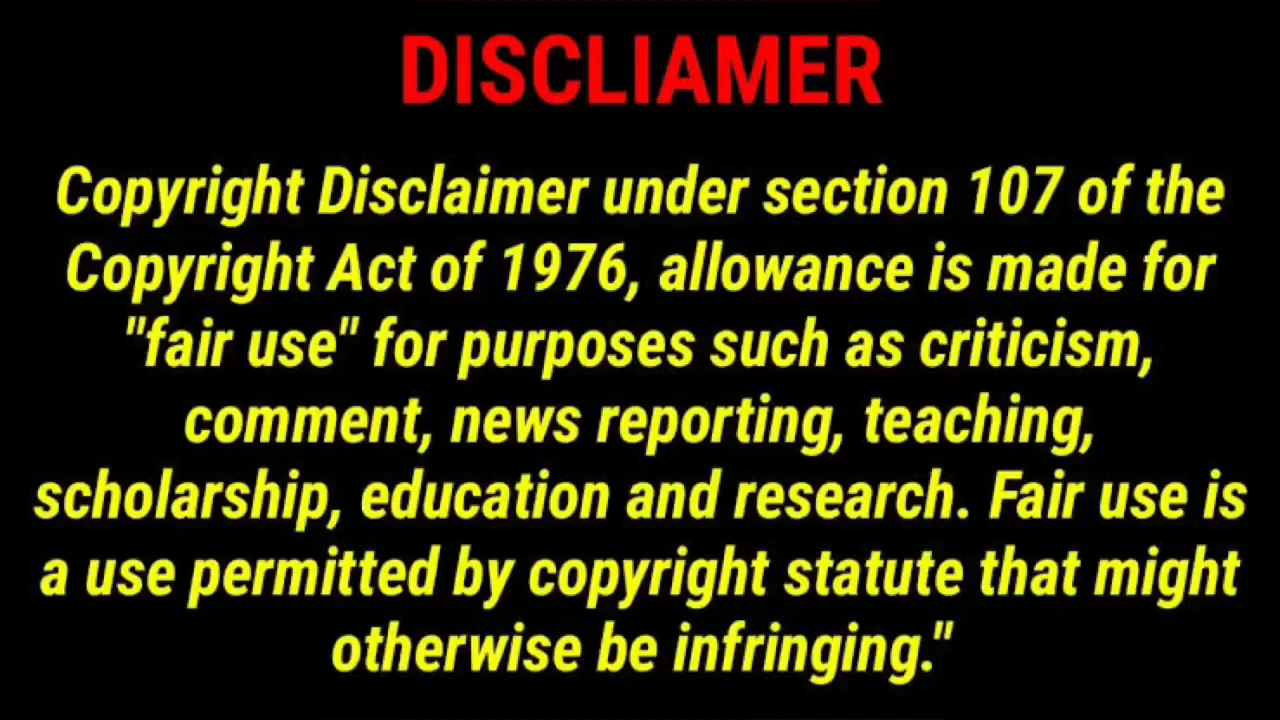 DISCLIAMER
Copyright Disclaimer under section 107 of the
Copyright Act of 1976, allowance is made for
"fair use" for purposes such as criticism,
comment, news reporting, teaching,
scholarship, education and research. Fair use is
a use permitted by copyright statute that might
otherwise be infringing."